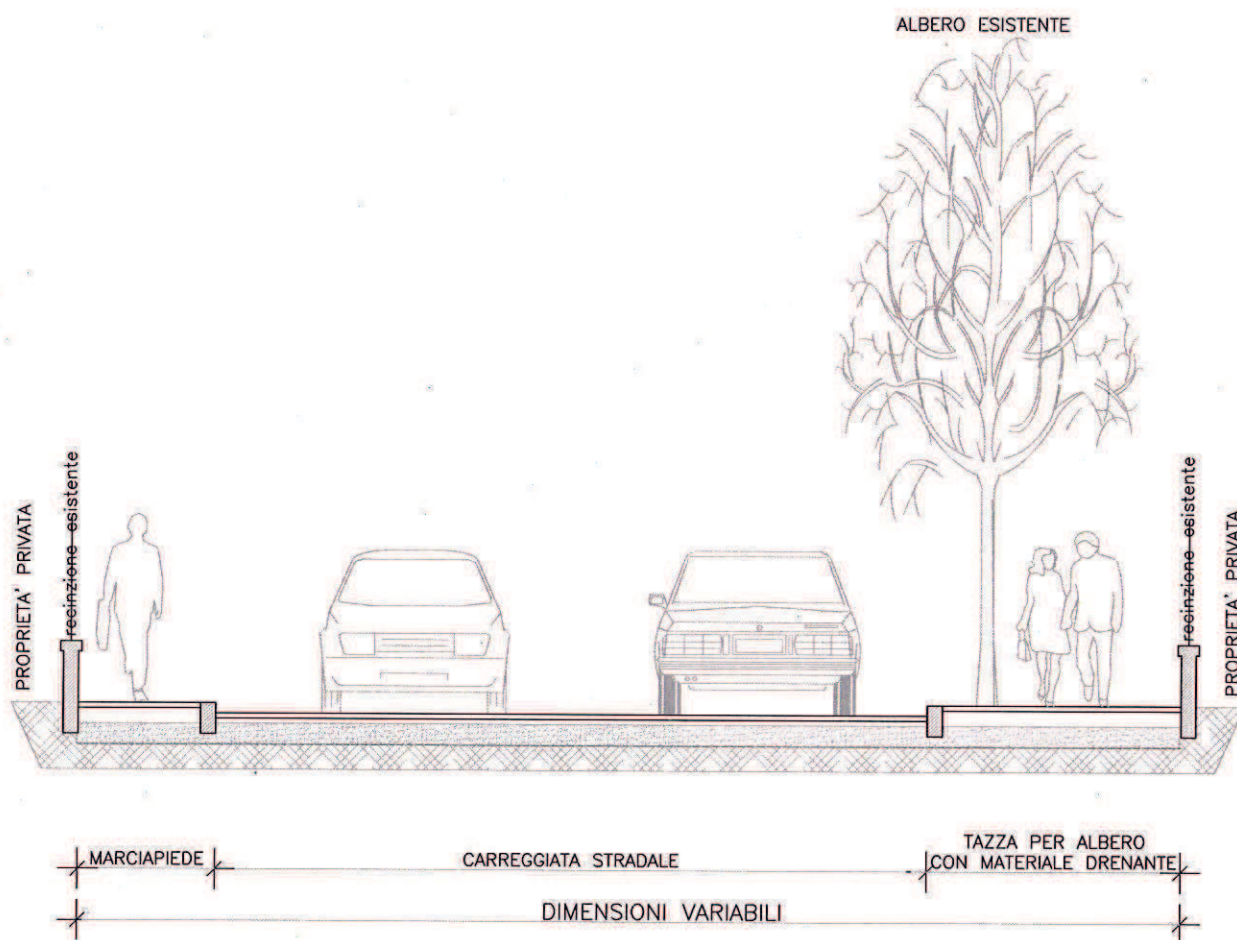 ALBERO ESISTENTE
PROPRIETA' PRIVATA
recinzione esistente
recinzione esistente
PROPRIETA' PRIVATA
MARCIAPIEDE
CARREGGIATA STRADALE
TAZZA PER ALBERO
CON MATERIALE DRENANTE
DIMENSIONI VARIABILI